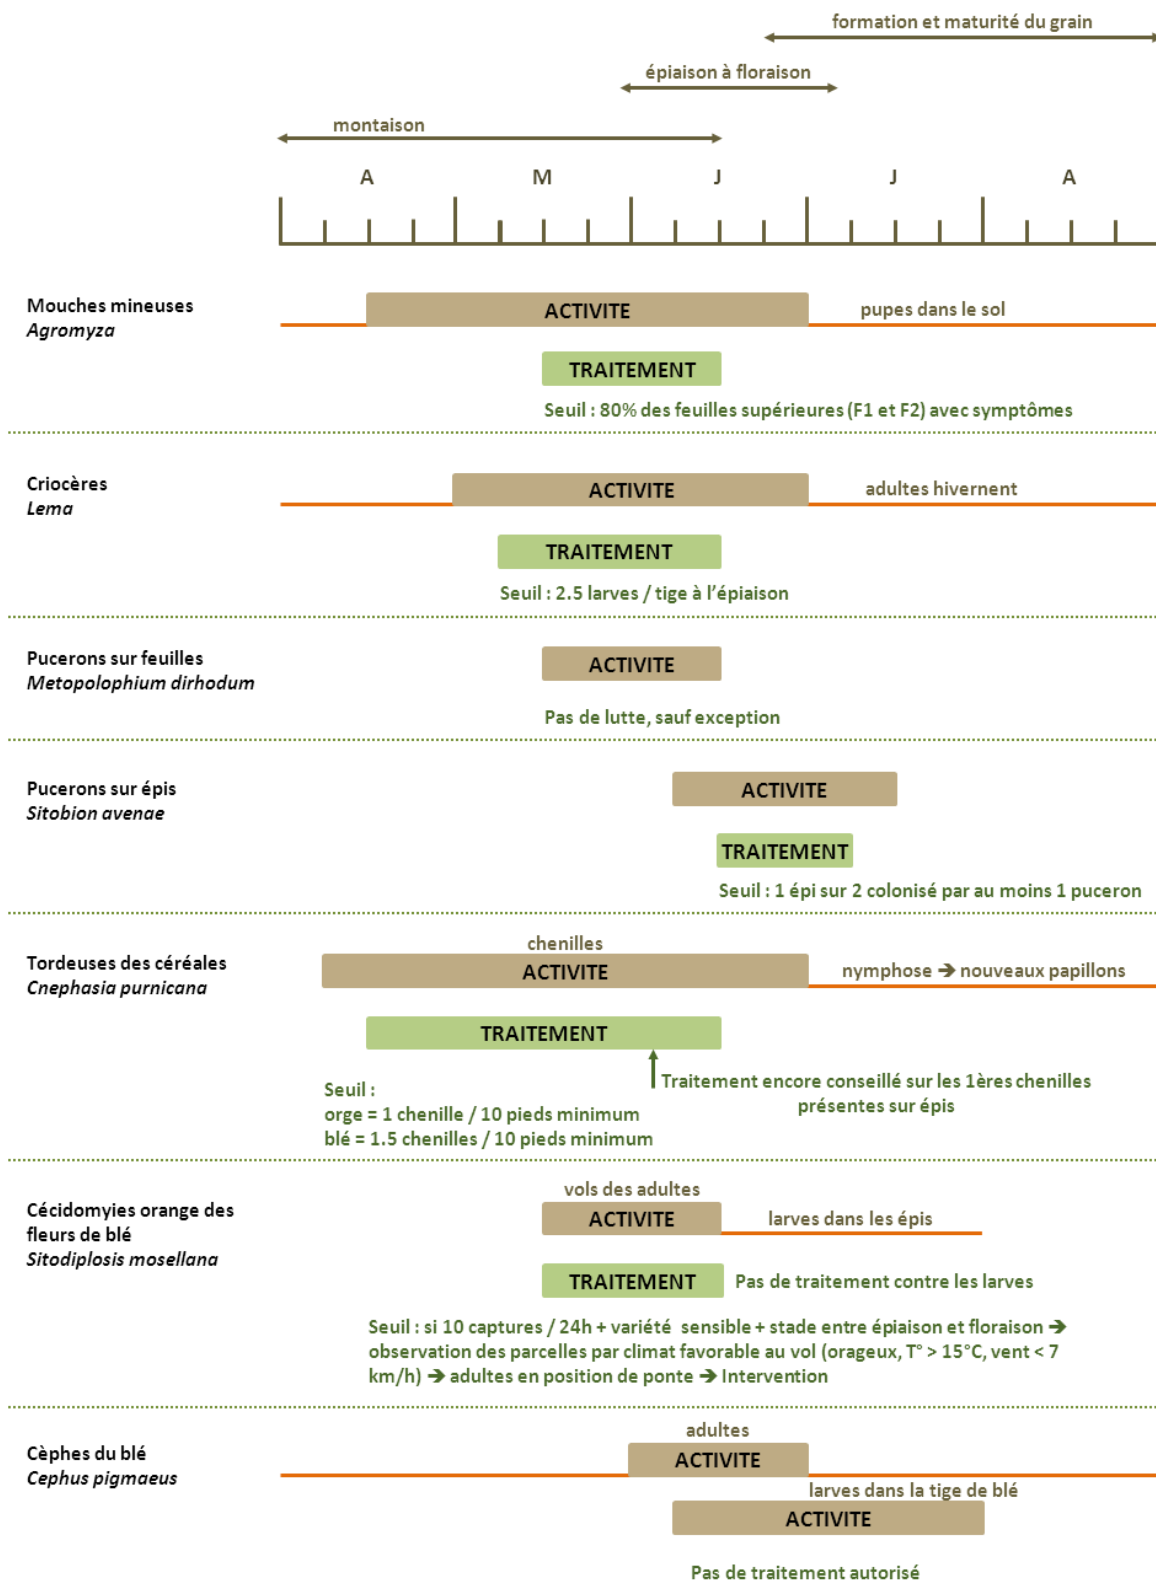 formation et maturité du grain
épiaison à floraison
montaison
A M J J A
Mouches mineuses
Agromyza
ACTIVITE
pupes dans le sol
TRAITEMENT
Seuil : 80% des feuilles supérieures (F1 et F2) avec symptômes
Criocères
Lema
ACTIVITE
adultes hivernent
TRAITEMENT
Seuil : 2.5 larves / tige à l'épiaison
Pucerons sur feuilles
Metopolophium dirhodum
ACTIVITE
Pas de lutte, sauf exception
Pucerons sur épis
Sitobion avenae
ACTIVITE
TRAITEMENT
Seuil : 1 épi sur 2 colonisé par au moins 1 puceron
Tordeuses des céréales
Cnephasia purnicana
chenilles
ACTIVITE
nymphose ➔ nouveaux papillons
TRAITEMENT
Traitement encore conseillé sur les 1ères chenilles
présentes sur épis
Seuil :
orge = 1 chenille / 10 pieds minimum
blé = 1.5 chenilles / 10 pieds minimum
Cécidomyies orange des
fleurs de blé
Sitodiplosis mosellana
vols des adultes
ACTIVITE
larves dans les épis
TRAITEMENT
Pas de traitement contre les larves
Seuil : si 10 captures / 24h + variété sensible + stade entre épiaison et floraison ➔
observation des parcelles par climat favorable au vol (orageux, T° > 15°C, vent < 7
km/h) ➔ adultes en position de ponte ➔ Intervention
Cèphes du blé
Cephus pigmaeus
adultes
ACTIVITE
larves dans la tige de blé
ACTIVITE
Pas de traitement autorisé